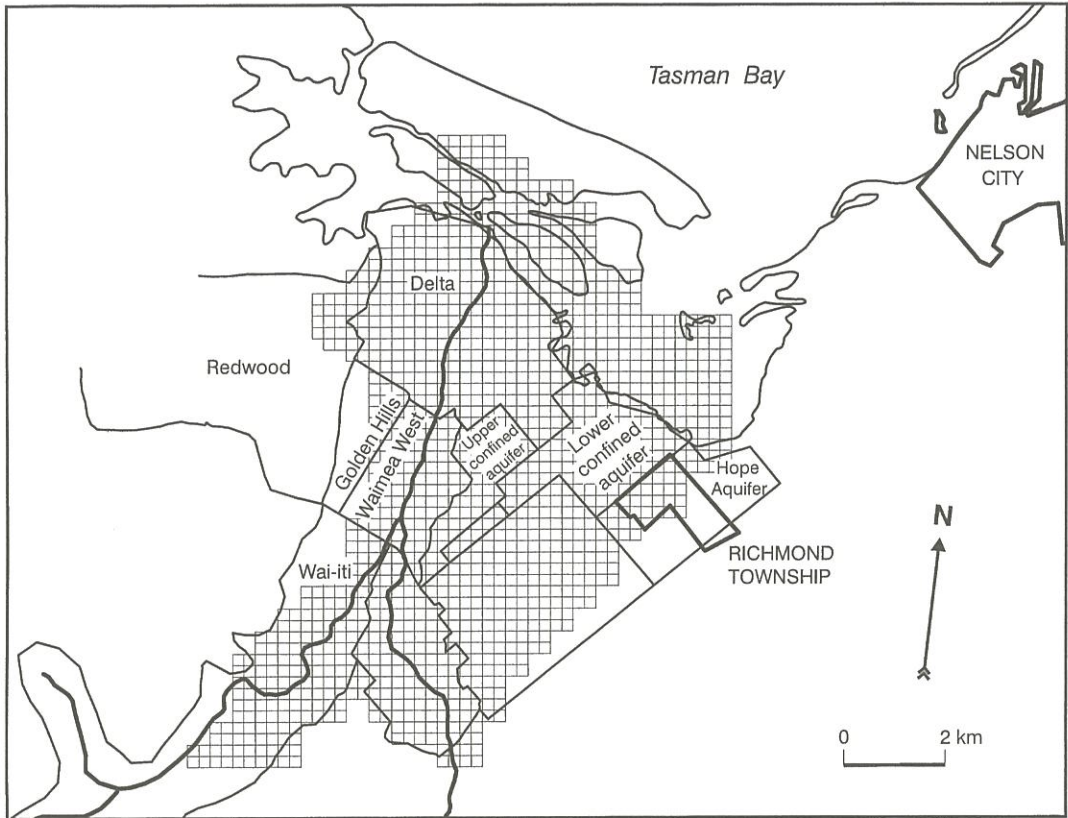 Tasman Bay
NELSON
CITY
Delta
Redwood
Golden Hills
Waimea West
Upper
confined
aquifer
Lower
confined
aquifer
Hope
Aquifer
N
RICHMOND
TOWNSHIP
Wai-iti
0 2 km